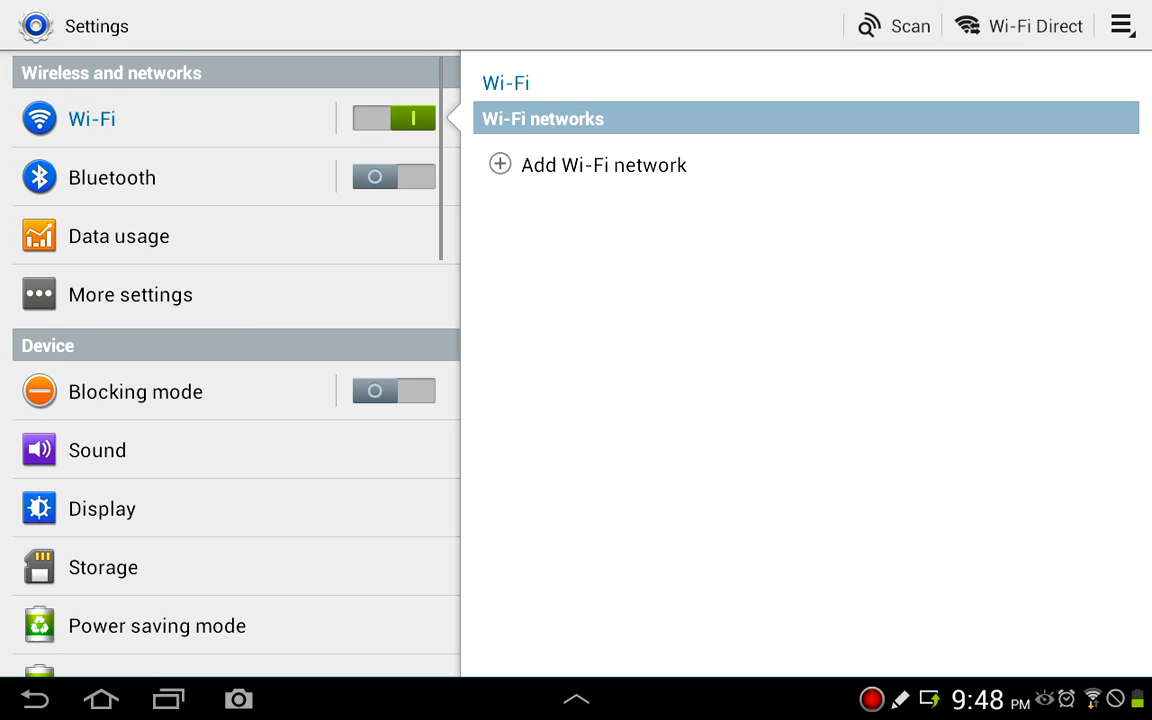 Settings
Scan
Wi-Fi Direct
Wireless and networks
Wi-Fi
Bluetooth
Data usage
More settings
Device
Blocking mode
Sound
Display
Storage
Power saving mode
Wi-Fi
Wi-Fi networks
Add Wi-Fi network
9:48 PM